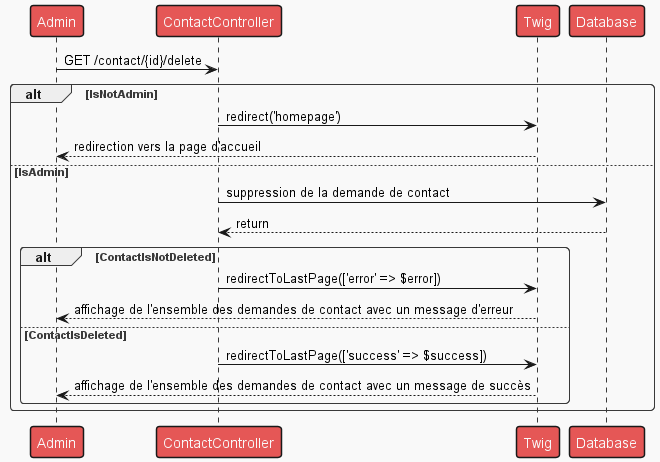 Admin ContactController Twig Database
GET /contact/{id}/delete
alt [IsNotAdmin]
redirect('homepage')
redirection vers la page d'accueil
[IsAdmin]
suppression de la demande de contact
return
alt [ContactIsNotDeleted]
redirectToLastPage(['error' => $error])
affichage de l'ensemble des demandes de contact avec un message d'erreur
[ContactIsDeleted]
redirectToLastPage(['success' => $success])
affichage de l'ensemble des demandes de contact avec un message de succès
Admin ContactController Twig Database